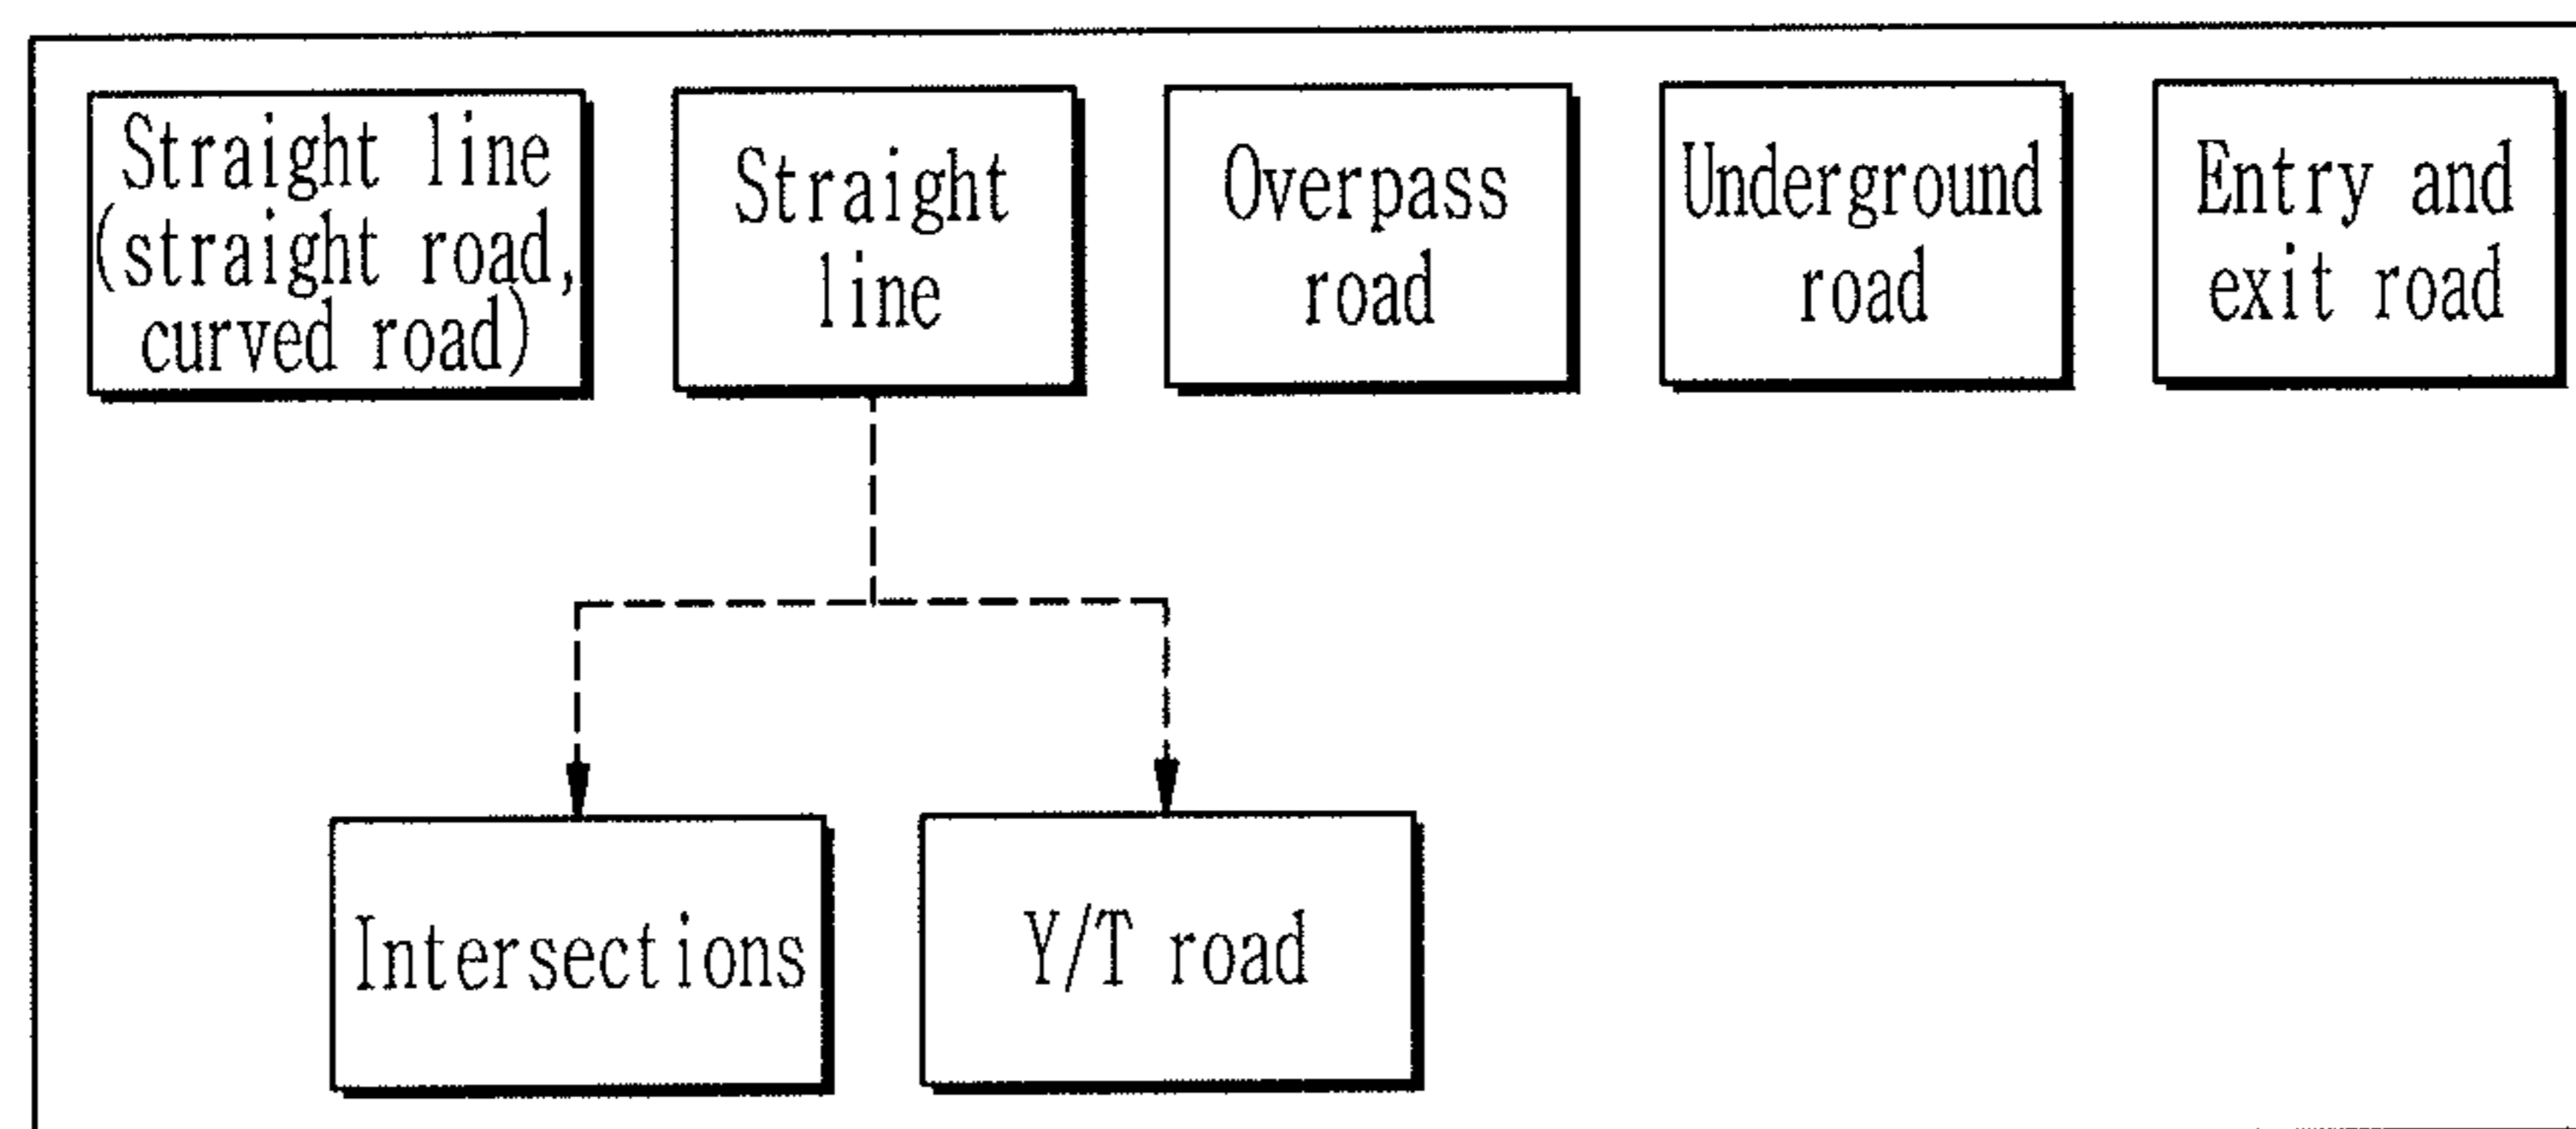 Straight line
(straight road,
curved road)
Straight
line
Overpass
road
Underground
road
Entry and
exit road
Intersections
Y/T road